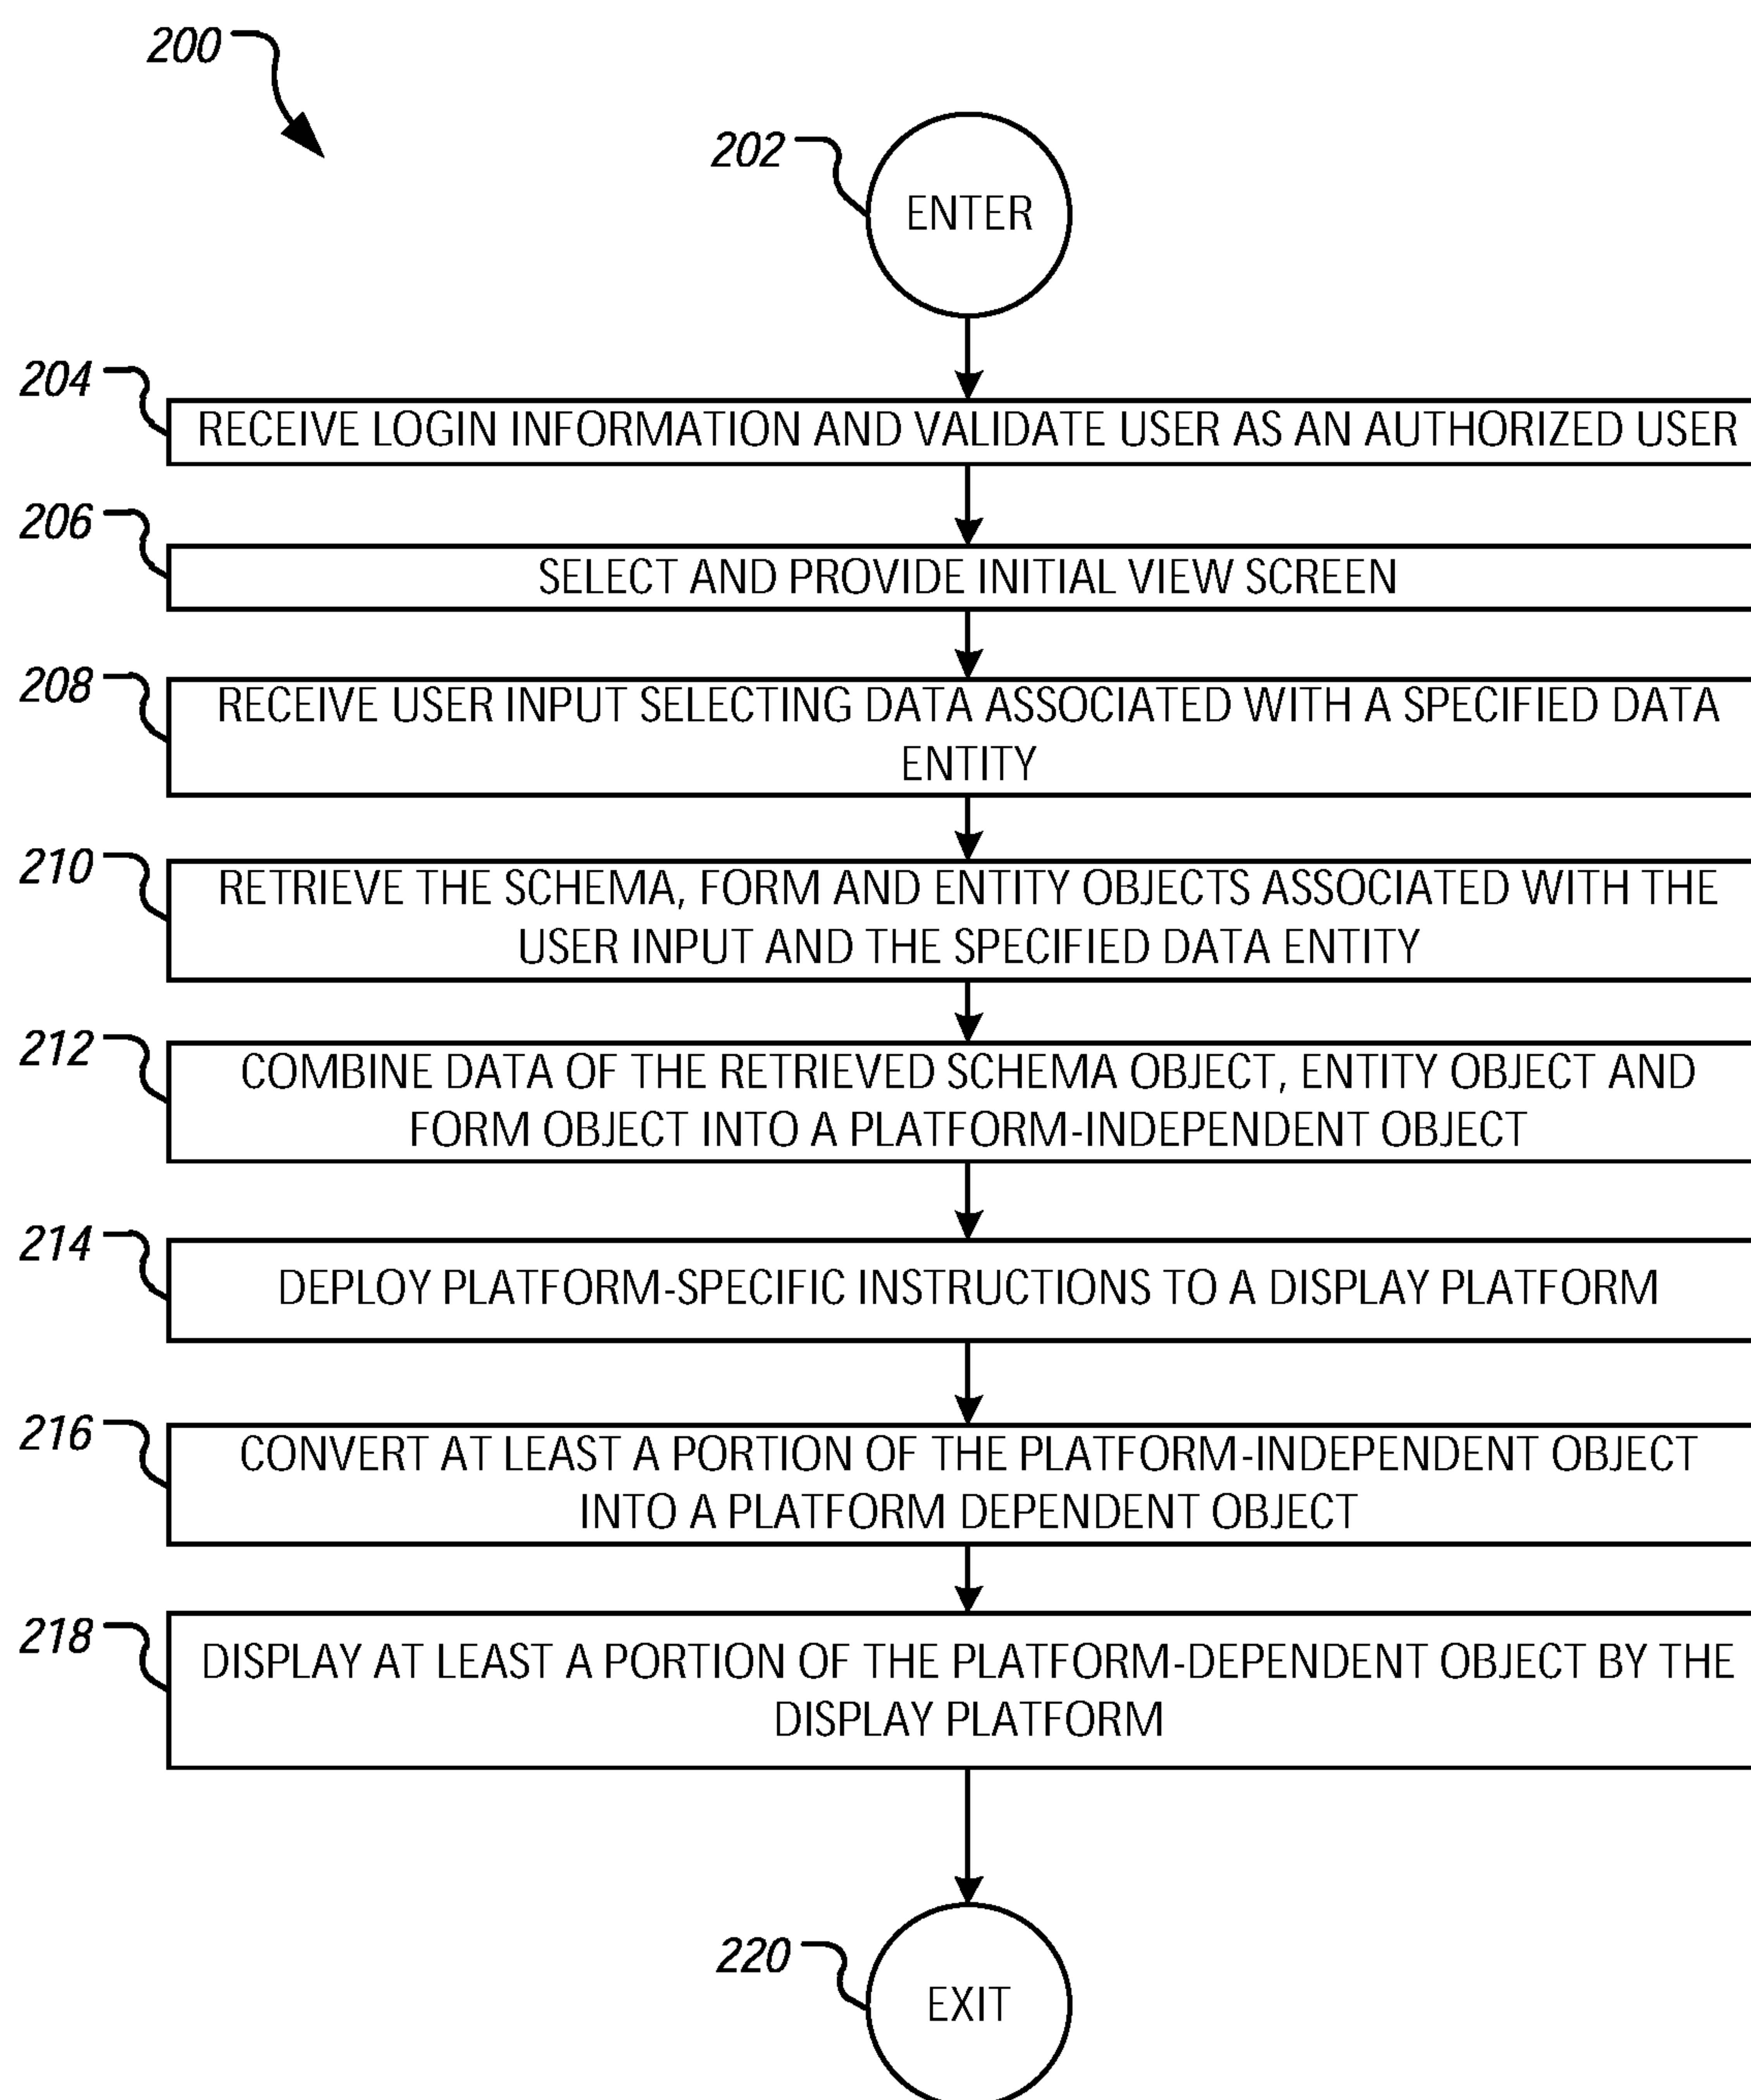 200
202
ENTER
204
RECEIVE LOGIN INFORMATION AND VALIDATE USER AS AN AUTHORIZED USER
206
SELECT AND PROVIDE INITIAL VIEW SCREEN
208
RECEIVE USER INPUT SELECTING DATA ASSOCIATED WITH A SPECIFIED DATA
ENTITY
210
RETRIEVE THE SCHEMA, FORM AND ENTITY OBJECTS ASSOCIATED WITH THE
USER INPUT AND THE SPECIFIED DATA ENTITY
212
COMBINE DATA OF THE RETRIEVED SCHEMA OBJECT, ENTITY OBJECT AND
FORM OBJECT INTO A PLATFORM-INDEPENDENT OBJECT
214
DEPLOY PLATFORM-SPECIFIC INSTRUCTIONS TO A DISPLAY PLATFORM
216
CONVERT AT LEAST A PORTION OF THE PLATFORM-INDEPENDENT OBJECT
INTO A PLATFORM DEPENDENT OBJECT
218
DISPLAY AT LEAST A PORTION OF THE PLATFORM-DEPENDENT OBJECT BY THE
DISPLAY PLATFORM
220
EXIT